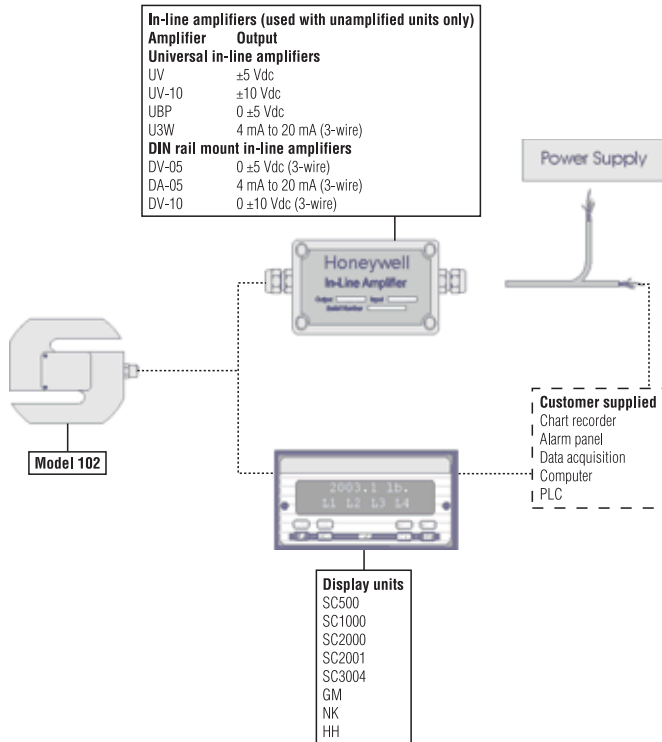 In-line amplifiers (used with unamplified units only)
Amplifier Output
Universal in-line amplifiers
UV ±5 Vdc
UV-10 ±10 Vdc
UBP 0 ±5 Vdc
U3W 4 mA to 20 mA (3-wire)
DIN rail mount in-line amplifiers
DV-05 0 ±5 Vdc (3-wire)
DA-05 4 mA to 20 mA (3-wire)
DV-10 0 ±10 Vdc (3-wire)
Power Supply
Honeywell
In-Line Amplifier
Output Input
Serial Number
Model 102
Customer supplied
Chart recorder
Alarm panel
Data acquisition
Computer
PLC
2003.1 lb.
L1 L2 L3 L4
Display units
SC500
SC1000
SC2000
SC2001
SC3004
GM
NK
HH